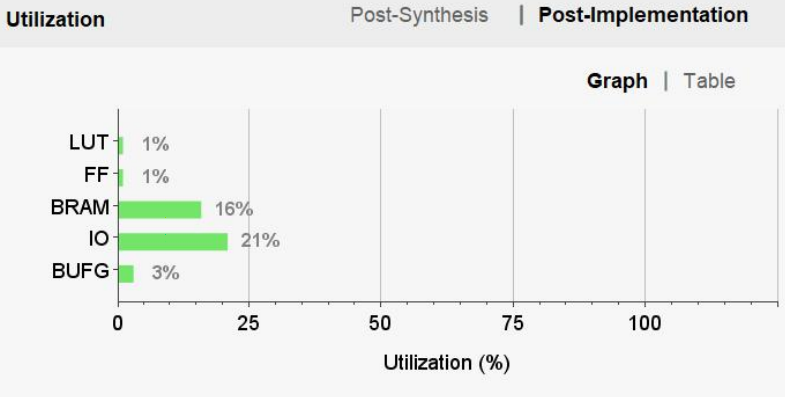 Utilization Post-Synthesis | Post-Implementation
Graph | Table
LUT 1%
FF 1%
BRAM 16%
IO 21%
BUFG 3%
0 25 50 75 100
Utilization (%)